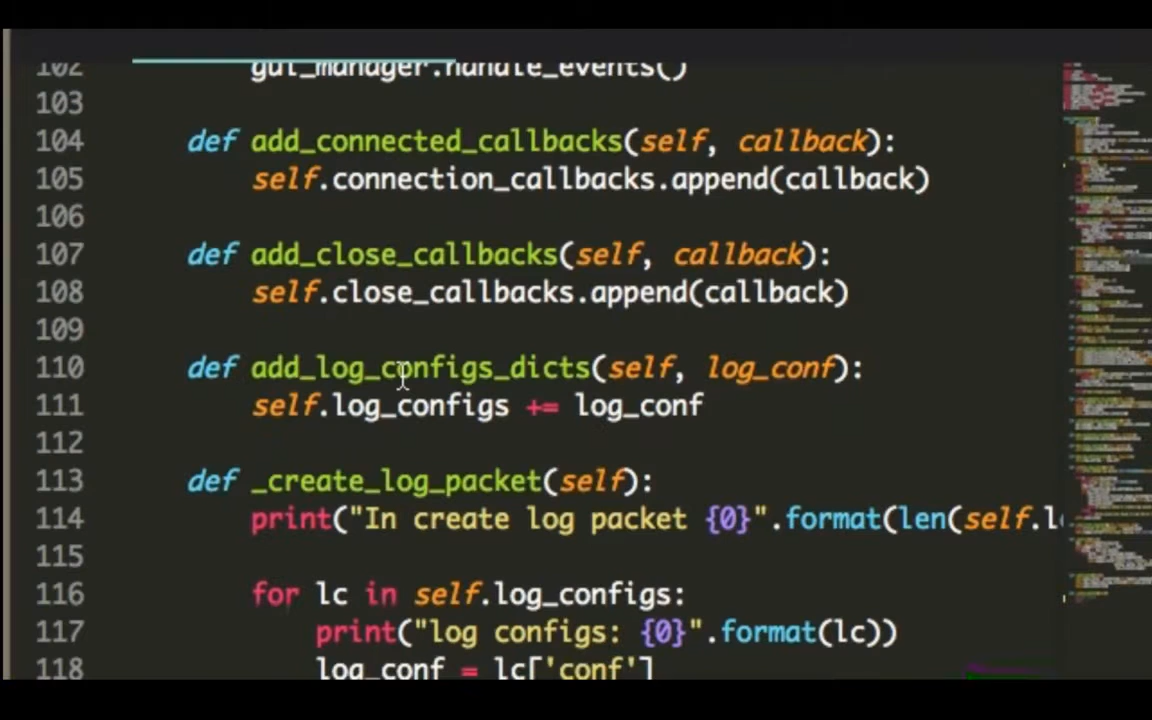 102 gui_manager.handle_events()
103
104 def add_connected_callbacks(self, callback):
105 self.connection_callbacks.append(callback)
106
107 def add_close_callbacks(self, callback):
108 self.close_callbacks.append(callback)
109
110 def add_log_configs_dicts(self, log_conf):
111 self.log_configs += log_conf
112
113 def _create_log_packet(self):
114 print("In create log packet {0}".format(len(self.l
115
116 for lc in self.log_configs:
117 print("log configs: {0}".format(lc))
118 log_conf = lc['conf']